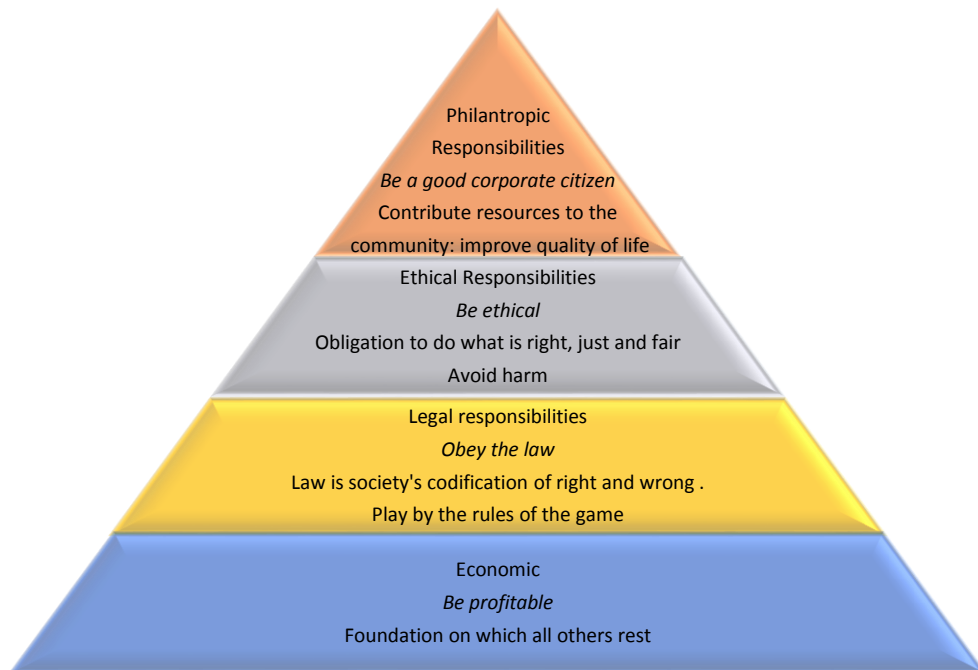 Philantropic
Responsibilities
Be a good corporate citizen
Contribute resources to the
community: improve quality of life
Ethical Responsibilities
Be ethical
Obligation to do what is right, just and fair
Avoid harm
Legal responsibilities
Obey the law
Law is society's codification of right and wrong .
Play by the rules of the game
Economic
Be profitable
Foundation on which all others rest